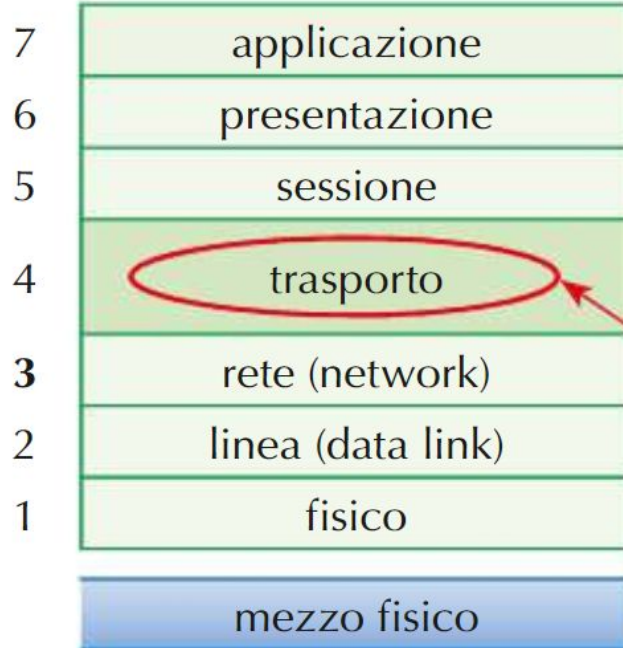 7 applicazione
6 presentazione
5 sessione
4 trasporto
3 rete (network)
2 linea (data link)
1 fisico
mezzo fisico